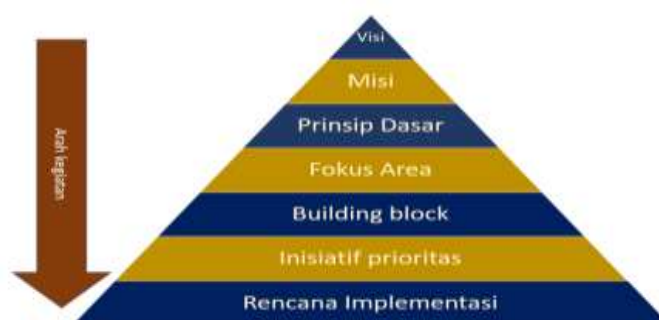 Visi
Misi
Prinsip Dasar
Fokus Area
Building block
Inisiatif prioritas
Rencana Implementasi
Arah kegiatan